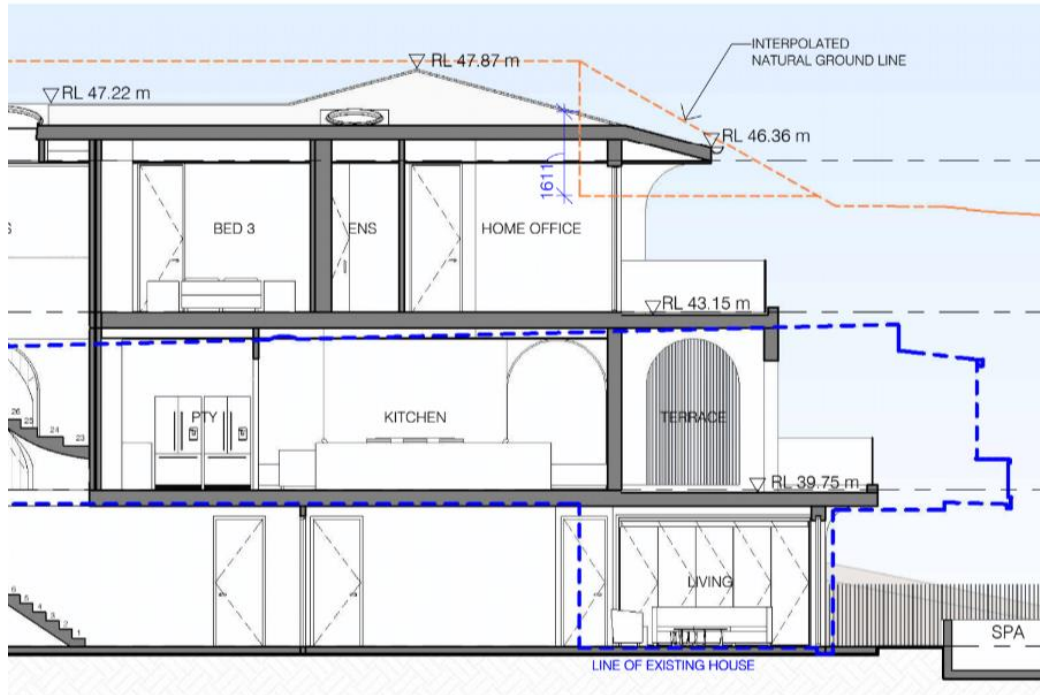 INTERPOLATED
NATURAL GROUND LINE
RL 47.87 m
RL 47.22 m
RL 46.36 m
1611
S
BED 3
ENS
HOME OFFICE
RL 43.15 m
26
25
24
23
PTY
KITCHEN
TERRACE
RL 39.75 m
6
5
4
3
2
1
LIVING
SPA
LINE OF EXISTING HOUSE